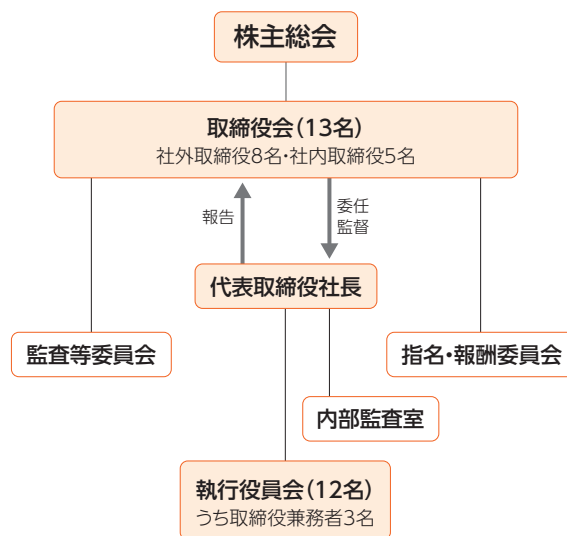 株主総会
取締役会(13名)
社外取締役8名・社内取締役5名
報告
委任
監督
代表取締役社長
監査等委員会
指名・報酬委員会
内部監査室
執行役員会(12名)
うち取締役兼務者3名